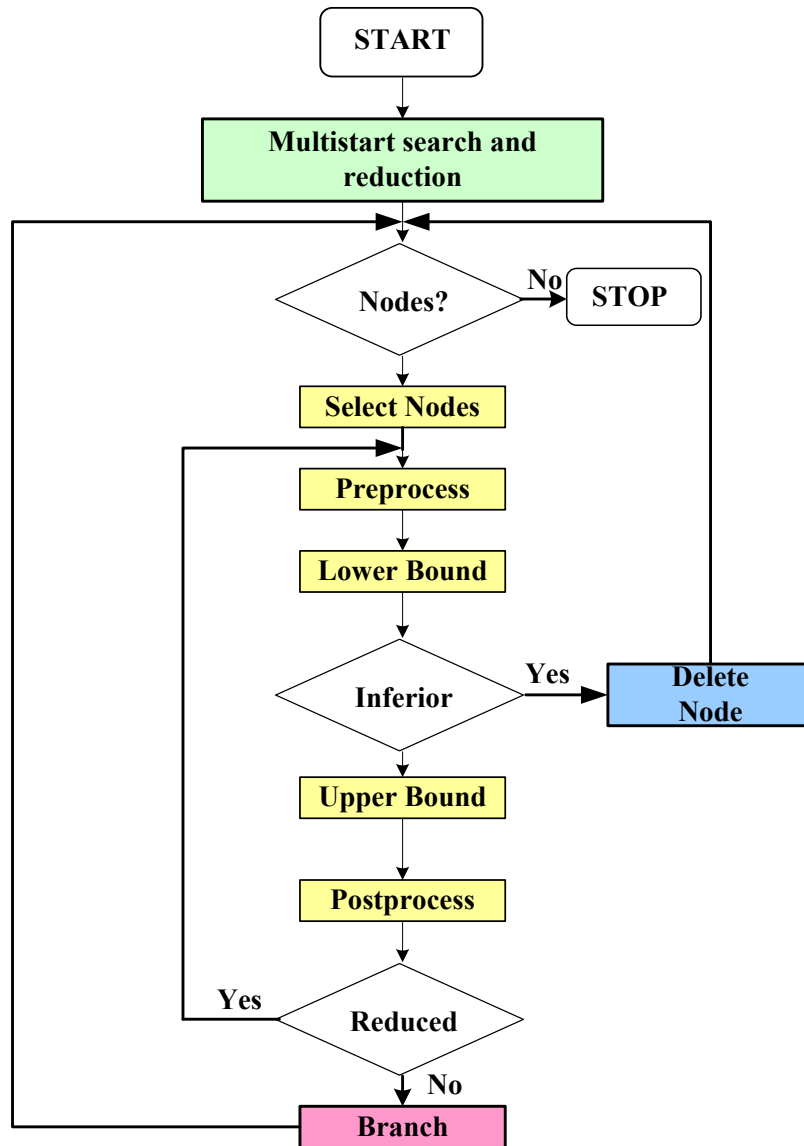 START
Multistart search and
reduction
No
Nodes?
STOP
Select Nodes
Preprocess
Lower Bound
Yes
Inferior
Delete
Node
Upper Bound
Postprocess
Yes
Reduced
No
Branch